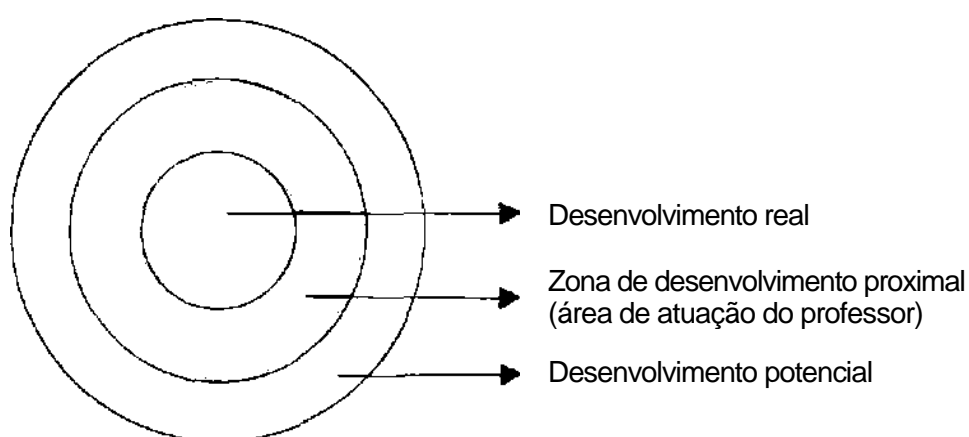 Desenvolvimento real
Zona de desenvolvimento proximal
(área de atuação do professor)
Desenvolvimento potencial